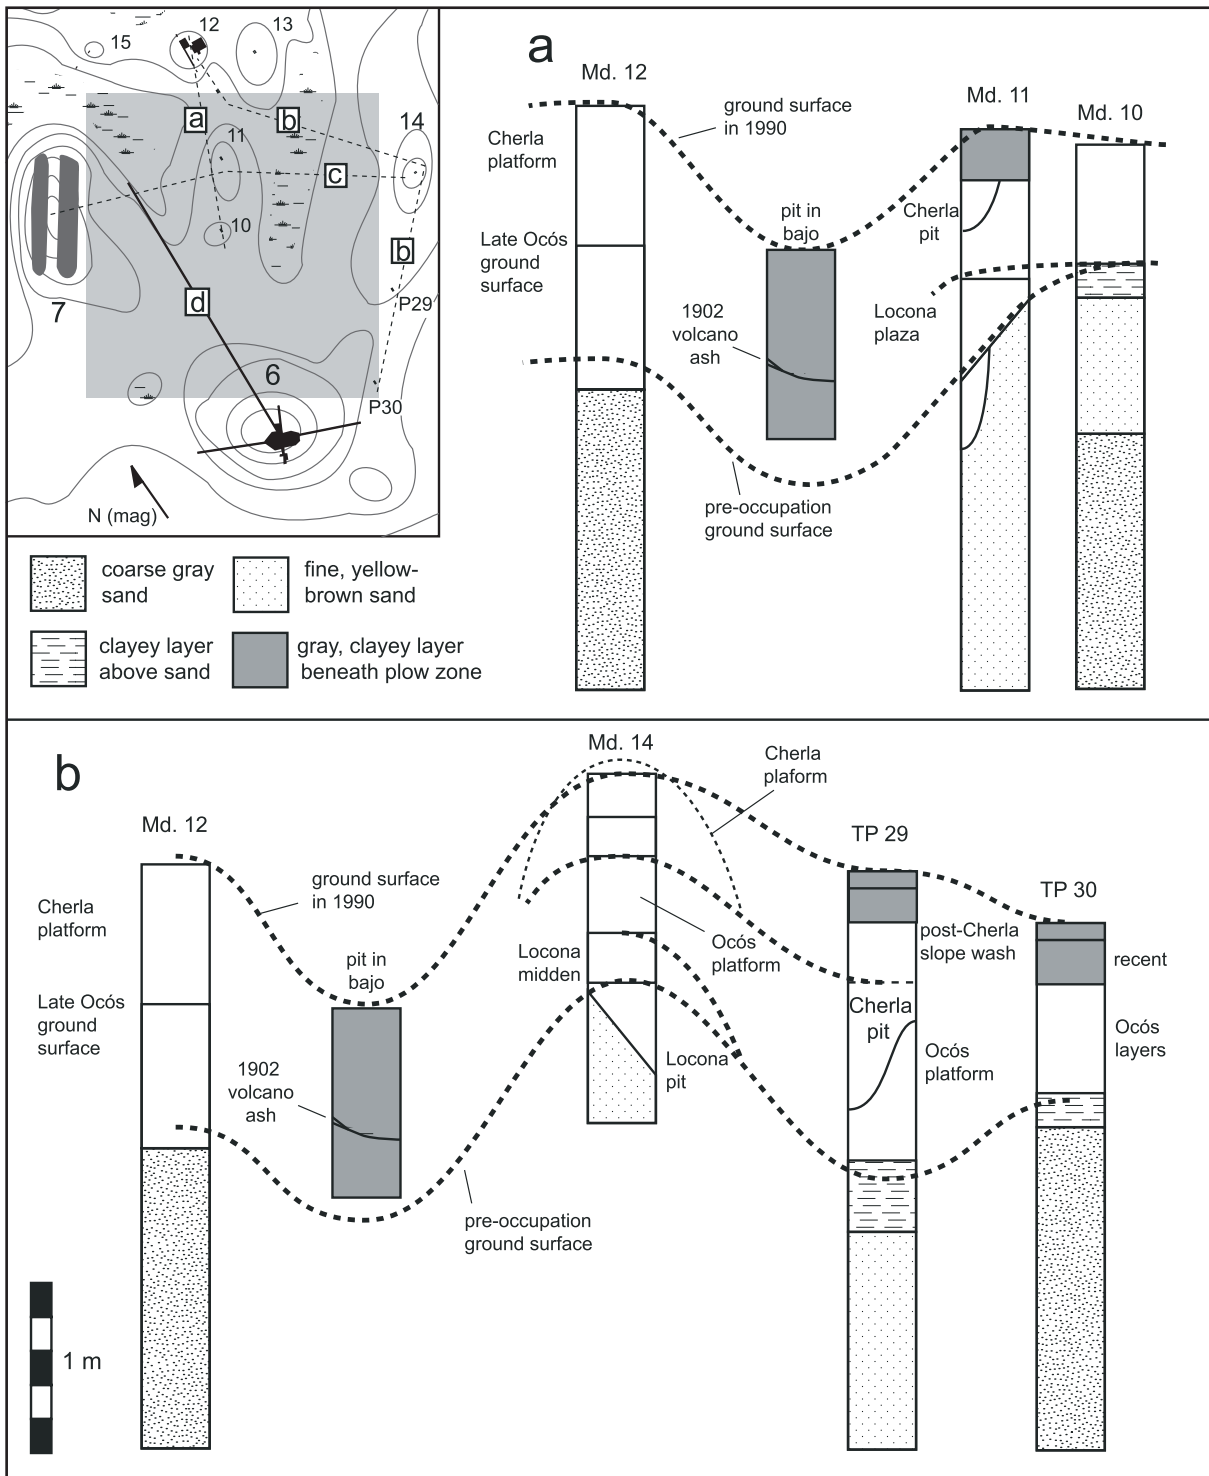 15
12
13
a
b
14
11
c
10
b
d
P29
7
6
P30
N (mag)
coarse gray
sand
fine, yellow-
brown sand
clayey layer
above sand
gray, clayey layer
beneath plow zone
a
Md. 12
Md. 11
Md. 10
ground surface
in 1990
Cherla
platform
pit in
bajo
Cherla
pit
Late Ocós
ground
surface
1902
volcano
ash
Locona
plaza
pre-occupation
ground surface
b
Md. 14
Cherla
plaform
Md. 12
TP 29
TP 30
ground surface
in 1990
Cherla
platform
pit in
bajo
Locona
midden
Ocós
platform
post-Cherla
slope wash
recent
Late Ocós
ground
surface
Cherla
pit
Ocós
layers
1902
volcano
ash
Locona
pit
Ocós
platform
pre-occupation
ground surface
1 m